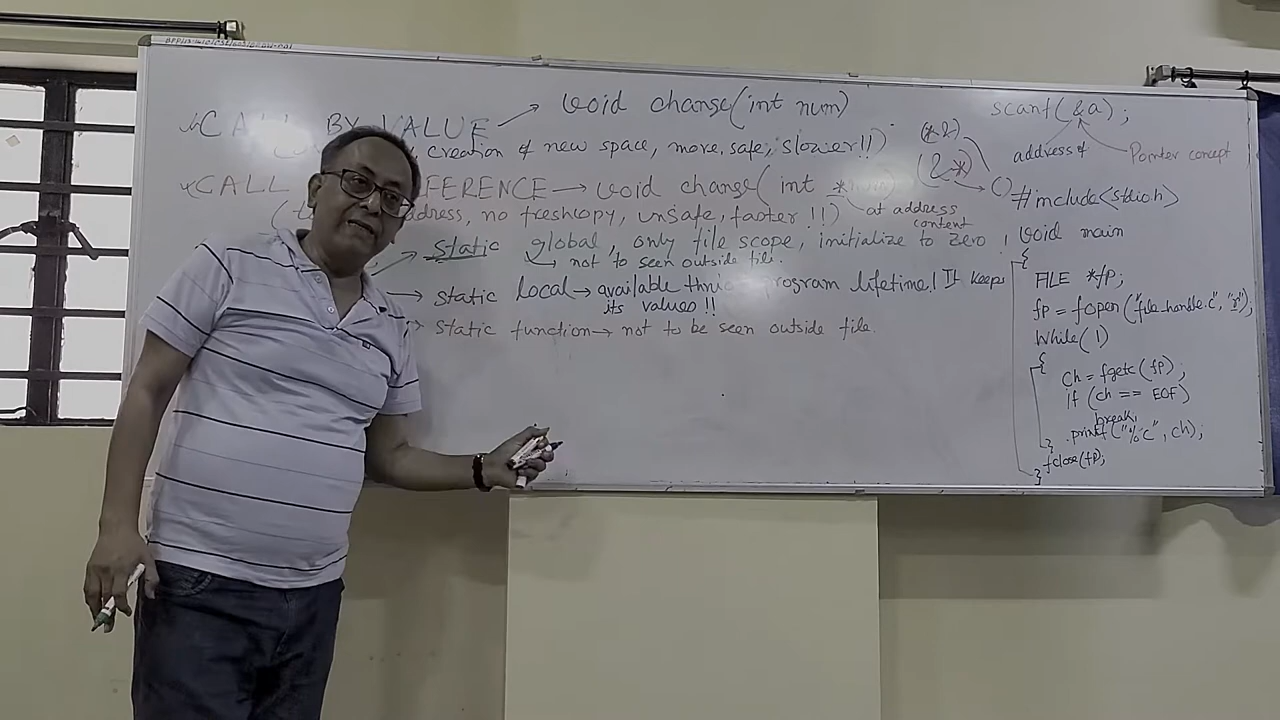 CALL BY VALUE → void change(int num)
creation of new space, more safe, slower!!)
CALL FERENCE → void change( int *
address, no freshcopy, unsafe, faster !!)
at address
content
static global, only file scope, initialize to zero,
↳ not to seen outside file.
→ static Local → available program lifetime! It keeps
its values !!
static function → not to be seen outside file.
(*&)
(&*)
scanf(&a);
address of
Pointer concept
#include(stdio.h)
void main
{
FILE *fp;
fp = fopen("file_handle.c", "r");
While(1)
{
ch = fgetc(fp);
if (ch == EOF)
break;
printf("%c", ch);
}
fclose(fp);
}